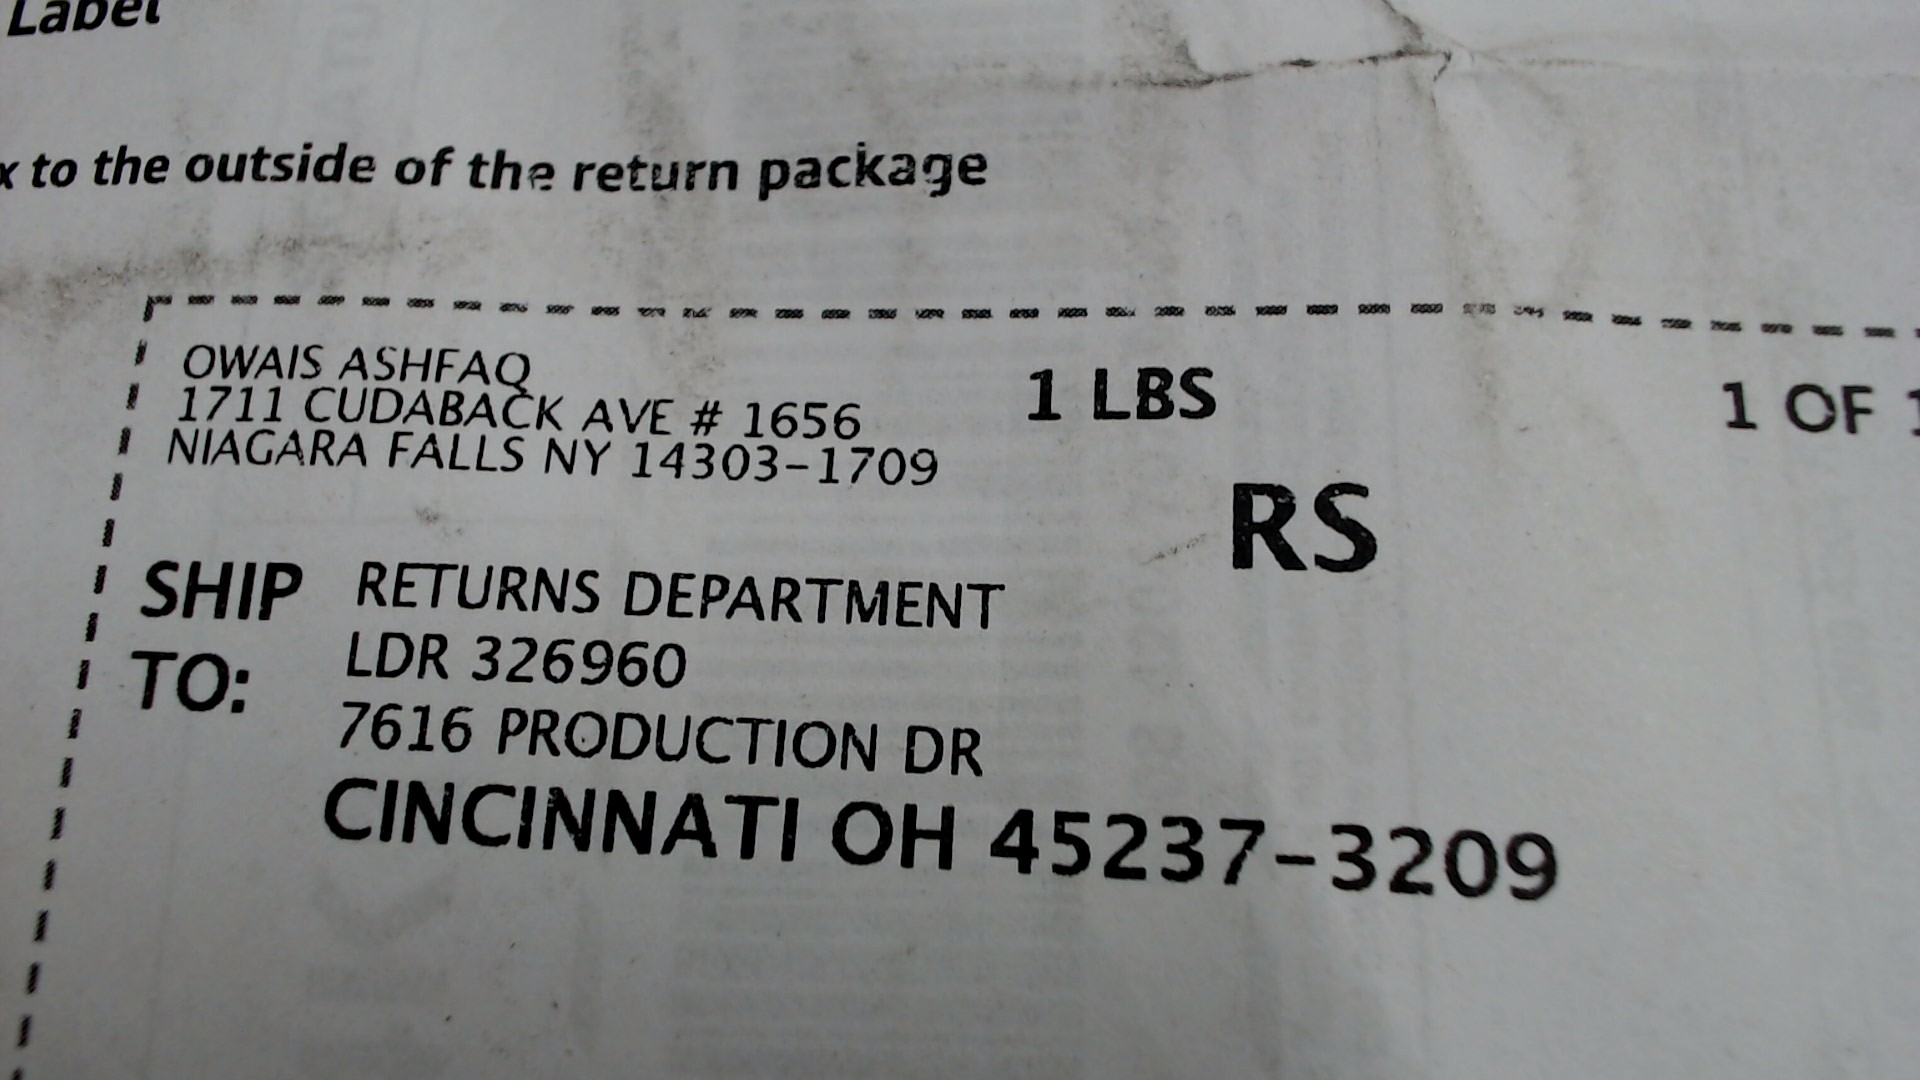 Label
to the outside of the return package
OWAIS ASHFAQ
1711 CUDABACK AVE # 1656
NIAGARA FALLS NY 14303-1709
1 LBS
1 OF 1
RS
SHIP TO:
RETURNS DEPARTMENT
LDR 326960
7616 PRODUCTION DR
CINCINNATI OH 45237-3209